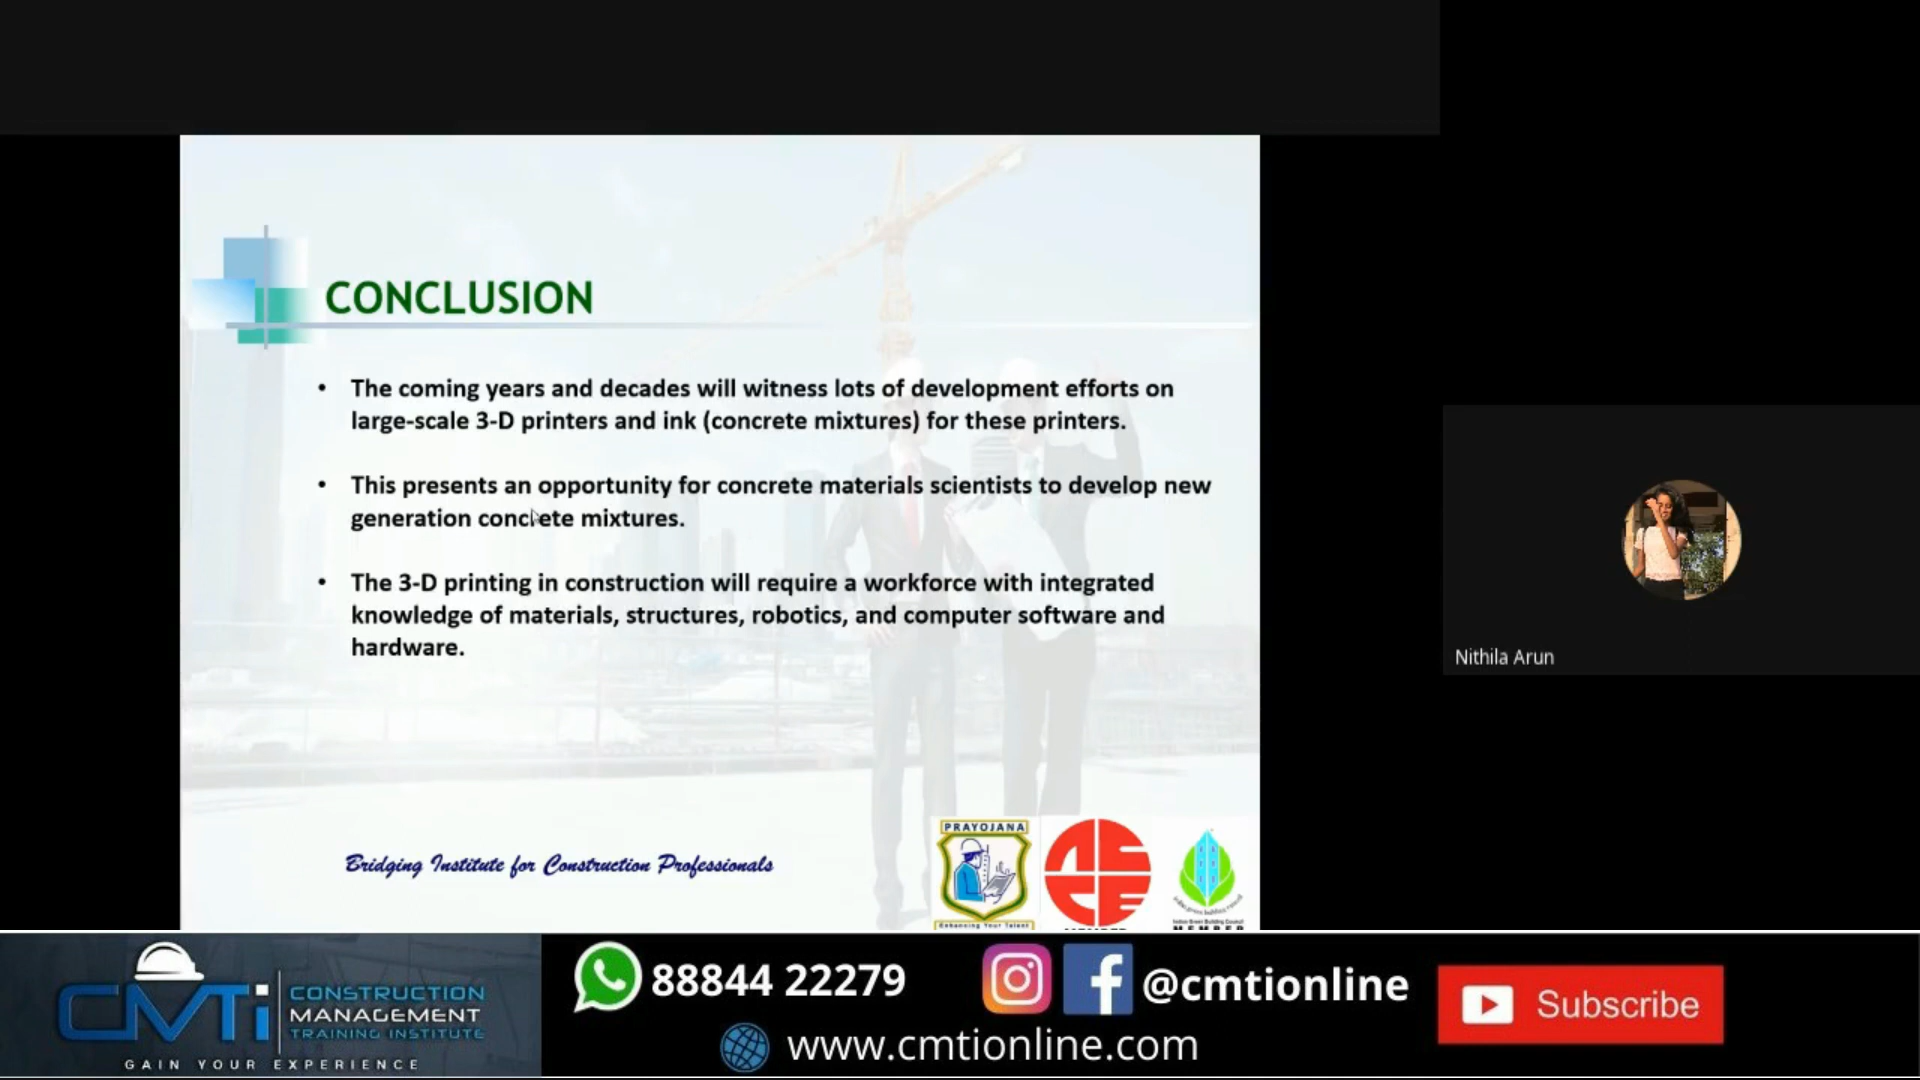 CONCLUSION
• The coming years and decades will witness lots of development efforts on
large-scale 3-D printers and ink (concrete mixtures) for these printers.
• This presents an opportunity for concrete materials scientists to develop new
generation concrete mixtures.
• The 3-D printing in construction will require a workforce with integrated
knowledge of materials, structures, robotics, and computer software and
hardware.
Nithila Arun
Bridging Institute for Construction Professionals
PRAYOJANA
Enhancing Your Talent
Indian Green Building Council
MEMBER
CMTi
CONSTRUCTION
MANAGEMENT
TRAINING INSTITUTE
GAIN YOUR EXPERIENCE
88844 22279
@cmtionline
www.cmtionline.com
Subscribe